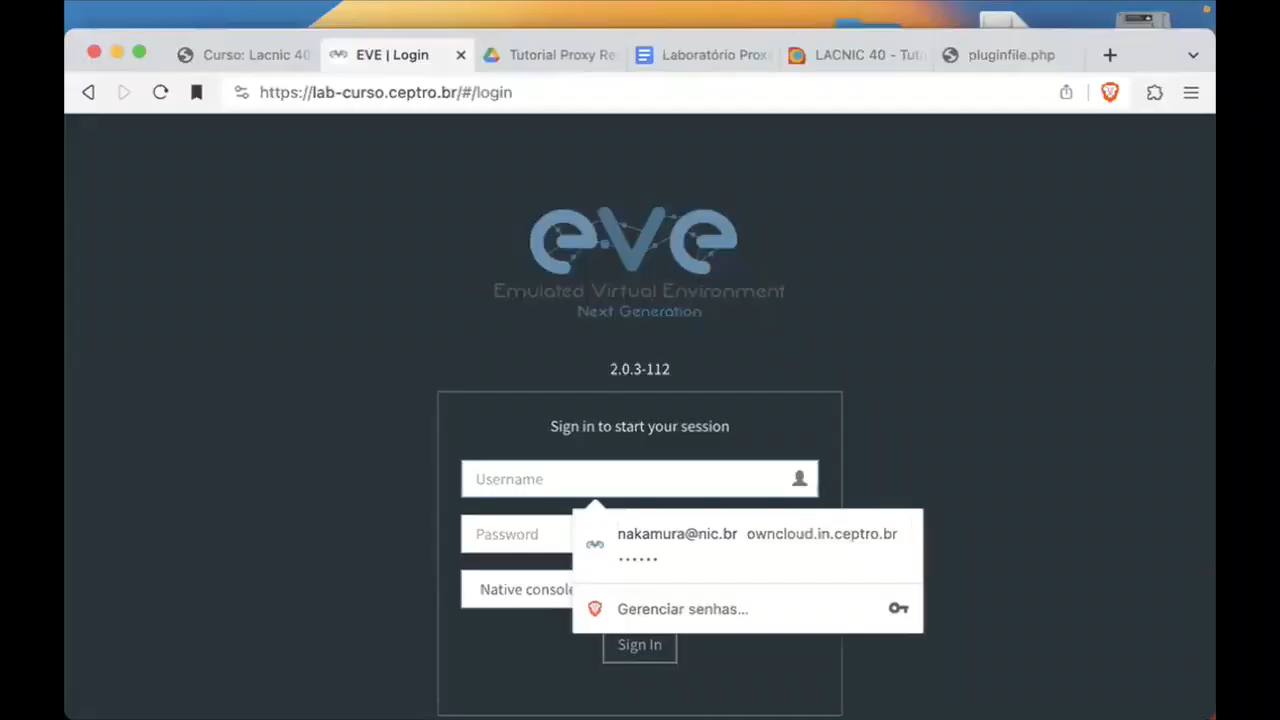 Curso: Lacnic 40
EVE | Login
Tutorial Proxy Re
Laboratório Prox
LACNIC 40 - Tuto
pluginfile.php
https://lab-curso.ceptro.br/#/login
eve
Emulated Virtual Environment
Next Generation
2.0.3-112
Sign in to start your session
Username
nakamura@nic.br owncloud.in.ceptro.br
••••••
Password
Native console
Gerenciar senhas...
Sign In